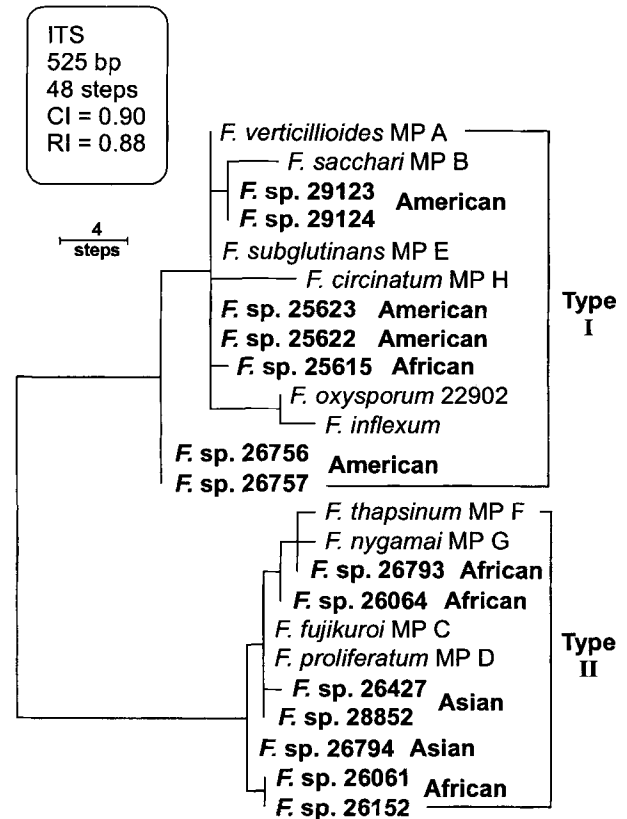 ITS
525 bp
48 steps
CI = 0.90
RI = 0.88
4
steps
F. verticillioides MP A
F. sacchari MP B
F. sp. 29123
American
F. sp. 29124
F. subglutinans MP E
F. circinatum MP H
Type
I
F. sp. 25623 American
F. sp. 25622 American
F. sp. 25615 African
F. oxysporum 22902
F. inflexum
F. sp. 26756
American
F. sp. 26757
F. thapsinum MP F
F. nygamai MP G
F. sp. 26793 African
F. sp. 26064 African
F. fujikuroi MP C
Type
II
F. proliferatum MP D
F. sp. 26427
Asian
F. sp. 28852
F. sp. 26794 Asian
F. sp. 26061
African
F. sp. 26152